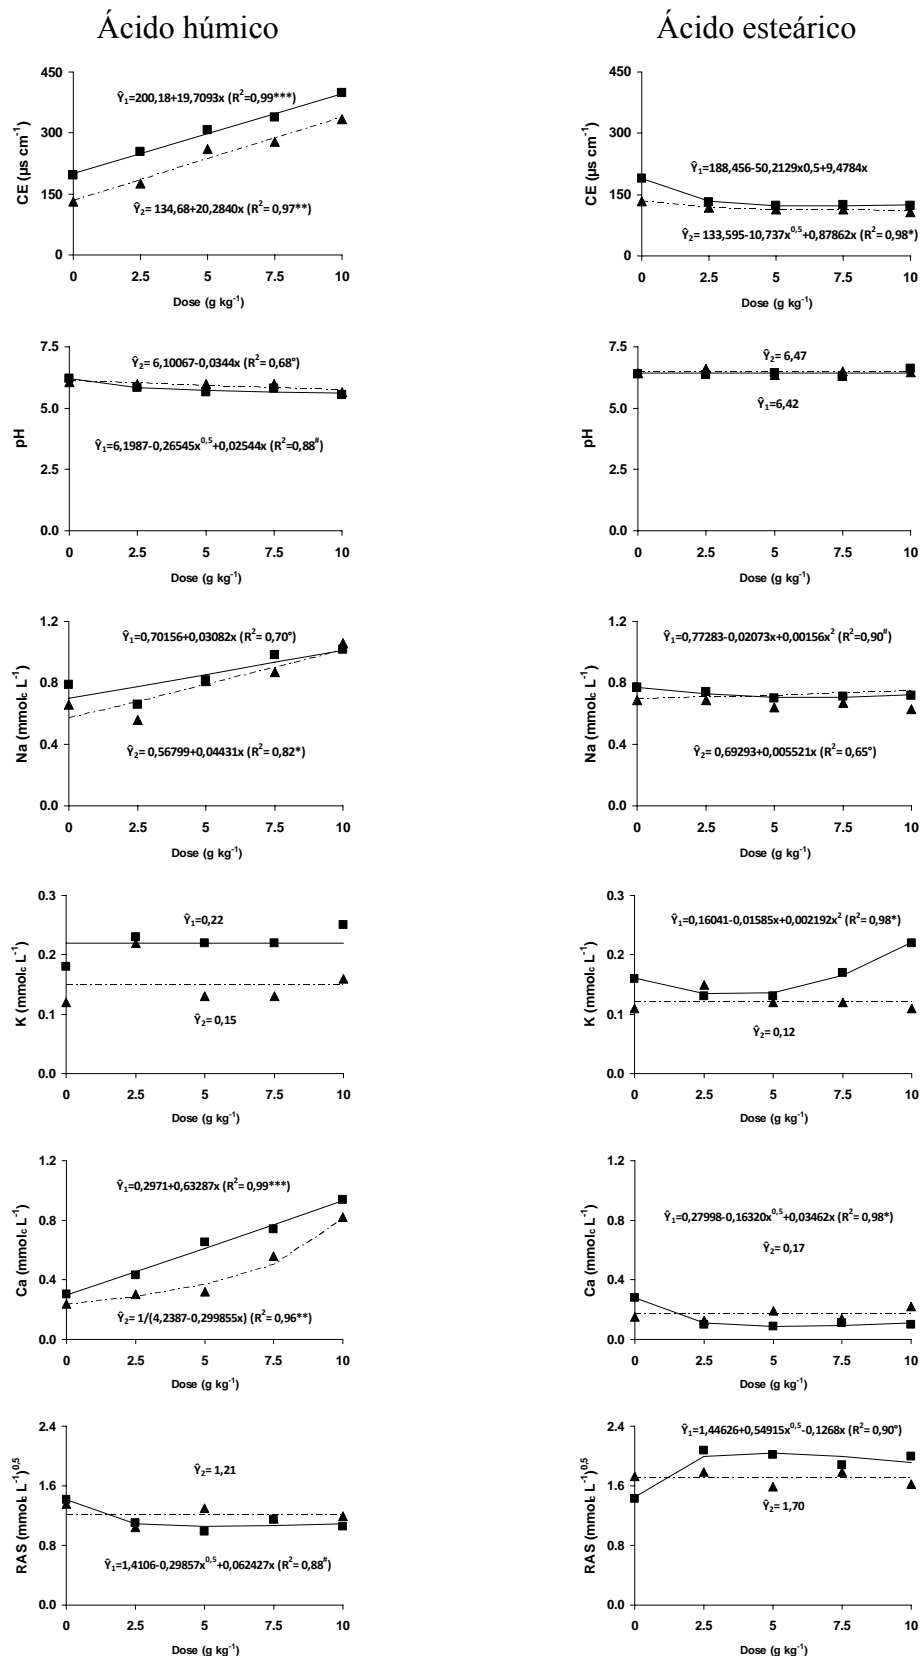 Ácido húmico
Ácido esteárico
450
300
150
0
CE (µs cm⁻¹)
Ŷ₁=200,18+19,7093x (R²=0,99***)
Ŷ₂= 134,68+20,2840x (R²= 0,97**)
0 2.5 5 7.5 10
Dose (g kg⁻¹)
450
300
150
0
CE (µs cm⁻¹)
Ŷ₁=188,456-50,2129x0,5+9,4784x
Ŷ₂= 133,595-10,737x⁰,⁵+0,87862x (R²= 0,98*)
0 2.5 5 7.5 10
Dose (g kg⁻¹)
7.5
5.0
2.5
0.0
pH
Ŷ₂= 6,10067-0,0344x (R²= 0,68°)
Ŷ₁=6,1987-0,26545x⁰,⁵+0,02544x (R²=0,88#)
0 2.5 5 7.5 10
Dose (g kg⁻¹)
7.5
5.0
2.5
0.0
pH
Ŷ₂= 6,47
Ŷ₁=6,42
0 2.5 5 7.5 10
Dose (g kg⁻¹)
1.2
0.8
0.4
0.0
Na (mmolc L⁻¹)
Ŷ₁=0,70156+0,03082x (R²= 0,70°)
Ŷ₂= 0,56799+0,04431x (R²= 0,82*)
0 2.5 5 7.5 10
Dose (g kg⁻¹)
1.2
0.8
0.4
0.0
Na (mmolc L⁻¹)
Ŷ₁=0,77283-0,02073x+0,00156x² (R²=0,90#)
Ŷ₂= 0,69293+0,005521x (R²= 0,65°)
0 2.5 5 7.5 10
Dose (g kg⁻¹)
0.3
0.2
0.1
0.0
K (mmolc L⁻¹)
Ŷ₁=0,22
Ŷ₂= 0,15
0 2.5 5 7.5 10
Dose (g kg⁻¹)
0.3
0.2
0.1
0.0
K (mmolc L⁻¹)
Ŷ₁=0,16041-0,01585x+0,002192x² (R²= 0,98*)
Ŷ₂= 0,12
0 2.5 5 7.5 10
Dose (g kg⁻¹)
1.2
0.8
0.4
0.0
Ca (mmolc L⁻¹)
Ŷ₁=0,2971+0,63287x (R²= 0,99***)
Ŷ₂= 1/(4,2387-0,299855x) (R²= 0,96**)
0 2.5 5 7.5 10
Dose (g kg⁻¹)
1.2
0.8
0.4
0.0
Ca (mmolc L⁻¹)
Ŷ₁=0,27998-0,16320x⁰,⁵+0,03462x (R²= 0,98*)
Ŷ₂= 0,17
0 2.5 5 7.5 10
Dose (g kg⁻¹)
2.4
1.6
0.8
0.0
RAS (mmolc L⁻¹)⁰,⁵
Ŷ₂= 1,21
Ŷ₁=1,4106-0,29857x⁰,⁵+0,062427x (R²= 0,88#)
0 2.5 5 7.5 10
Dose (g kg⁻¹)
2.4
1.6
0.8
0.0
RAS (mmolc L⁻¹)⁰,⁵
Ŷ₁=1,44626+0,54915x⁰,⁵-0,1268x (R²= 0,90°)
Ŷ₂= 1,70
0 2.5 5 7.5 10
Dose (g kg⁻¹)